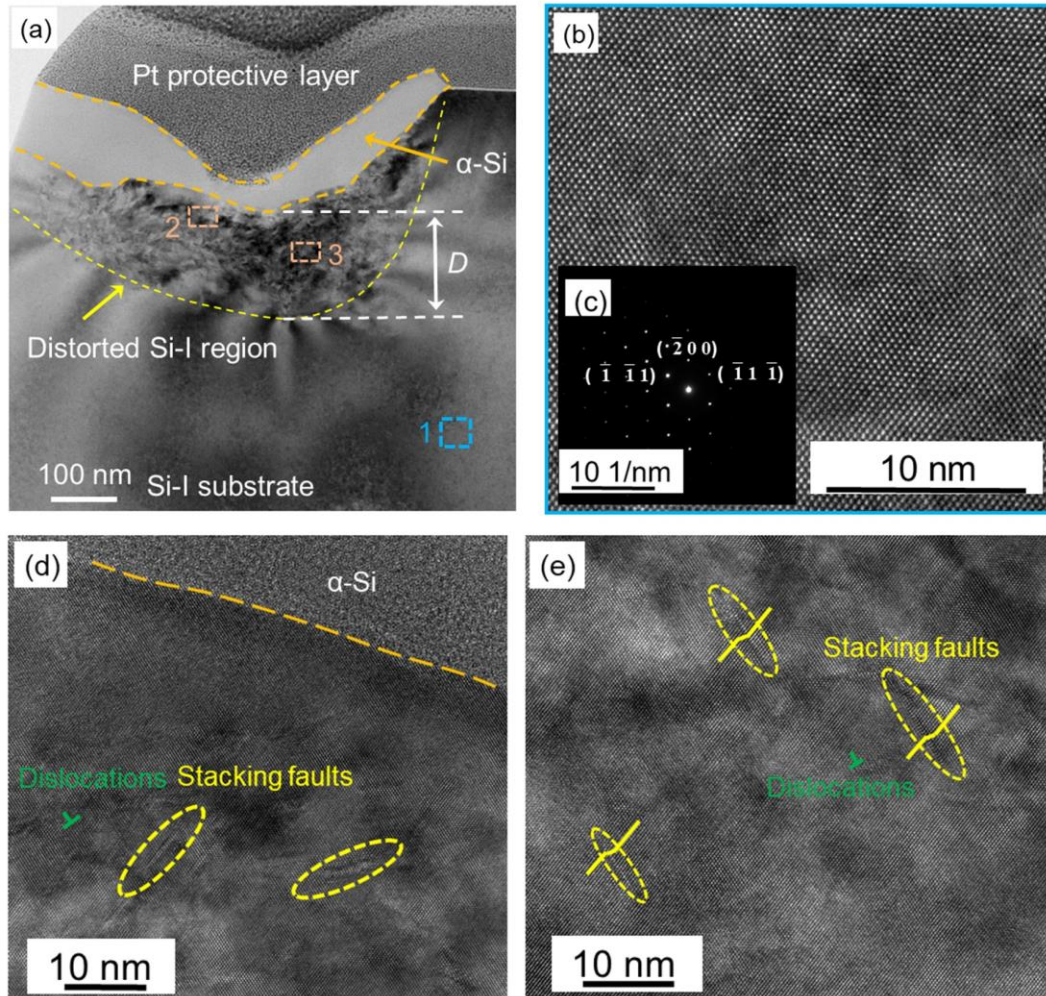 (a)
Pt protective layer
α-Si
2
3
D
Distorted Si-I region
1
100 nm
Si-I substrate
(b)
(c)
(2̅ 0 0)
(1̅ 1̅ 1) (1̅ 1 1̅)
10 1/nm
10 nm
(d)
α-Si
Dislocations Stacking faults
10 nm
(e)
Stacking faults
Dislocations
10 nm